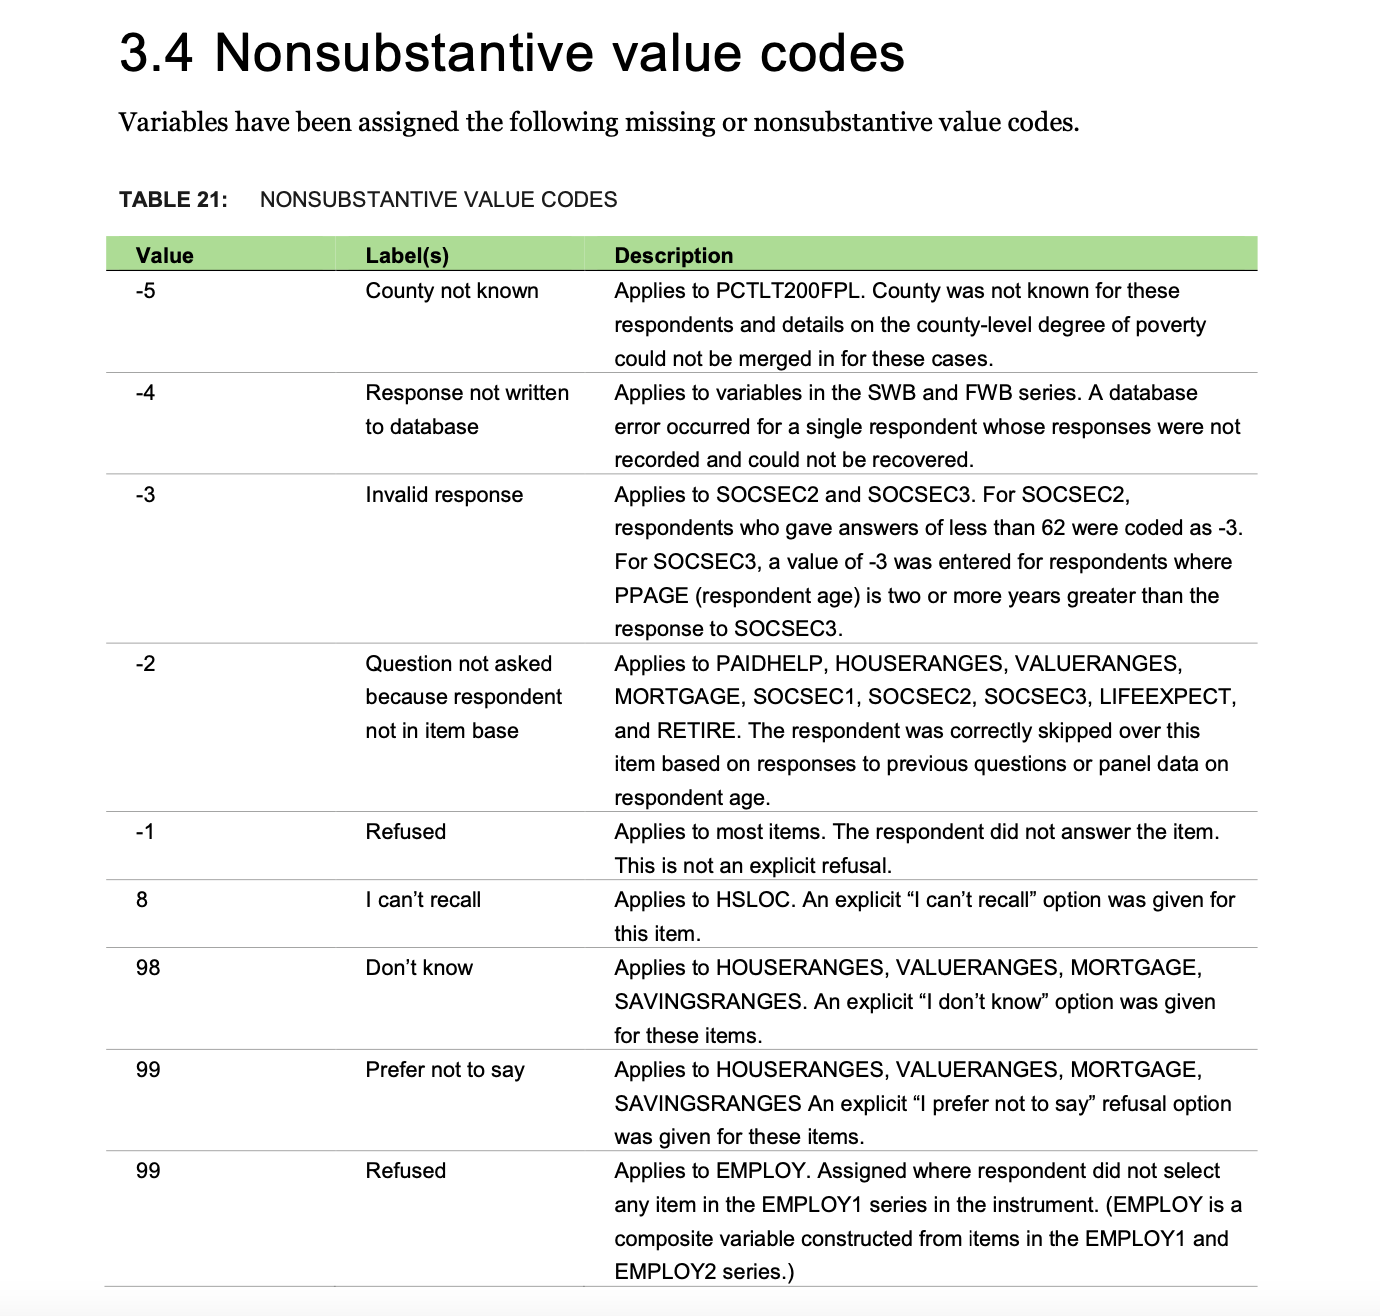 3.4 Nonsubstantive value codes
Variables have been assigned the following missing or nonsubstantive value codes.
TABLE 21: NONSUBSTANTIVE VALUE CODES
Value Label(s) Description
-5 County not known Applies to PCTLT200FPL. County was not known for these
respondents and details on the county-level degree of poverty
could not be merged in for these cases.
-4 Response not written Applies to variables in the SWB and FWB series. A database
to database error occurred for a single respondent whose responses were not
recorded and could not be recovered.
-3 Invalid response Applies to SOCSEC2 and SOCSEC3. For SOCSEC2,
respondents who gave answers of less than 62 were coded as -3.
For SOCSEC3, a value of -3 was entered for respondents where
PPAGE (respondent age) is two or more years greater than the
response to SOCSEC3.
-2 Question not asked Applies to PAIDHELP, HOUSERANGES, VALUERANGES,
because respondent MORTGAGE, SOCSEC1, SOCSEC2, SOCSEC3, LIFEEXPECT,
not in item base and RETIRE. The respondent was correctly skipped over this
item based on responses to previous questions or panel data on
respondent age.
-1 Refused Applies to most items. The respondent did not answer the item.
This is not an explicit refusal.
8 I can’t recall Applies to HSLOC. An explicit “I can’t recall” option was given for
this item.
98 Don’t know Applies to HOUSERANGES, VALUERANGES, MORTGAGE,
SAVINGSRANGES. An explicit “I don’t know” option was given
for these items.
99 Prefer not to say Applies to HOUSERANGES, VALUERANGES, MORTGAGE,
SAVINGSRANGES An explicit “I prefer not to say” refusal option
was given for these items.
99 Refused Applies to EMPLOY. Assigned where respondent did not select
any item in the EMPLOY1 series in the instrument. (EMPLOY is a
composite variable constructed from items in the EMPLOY1 and
EMPLOY2 series.)